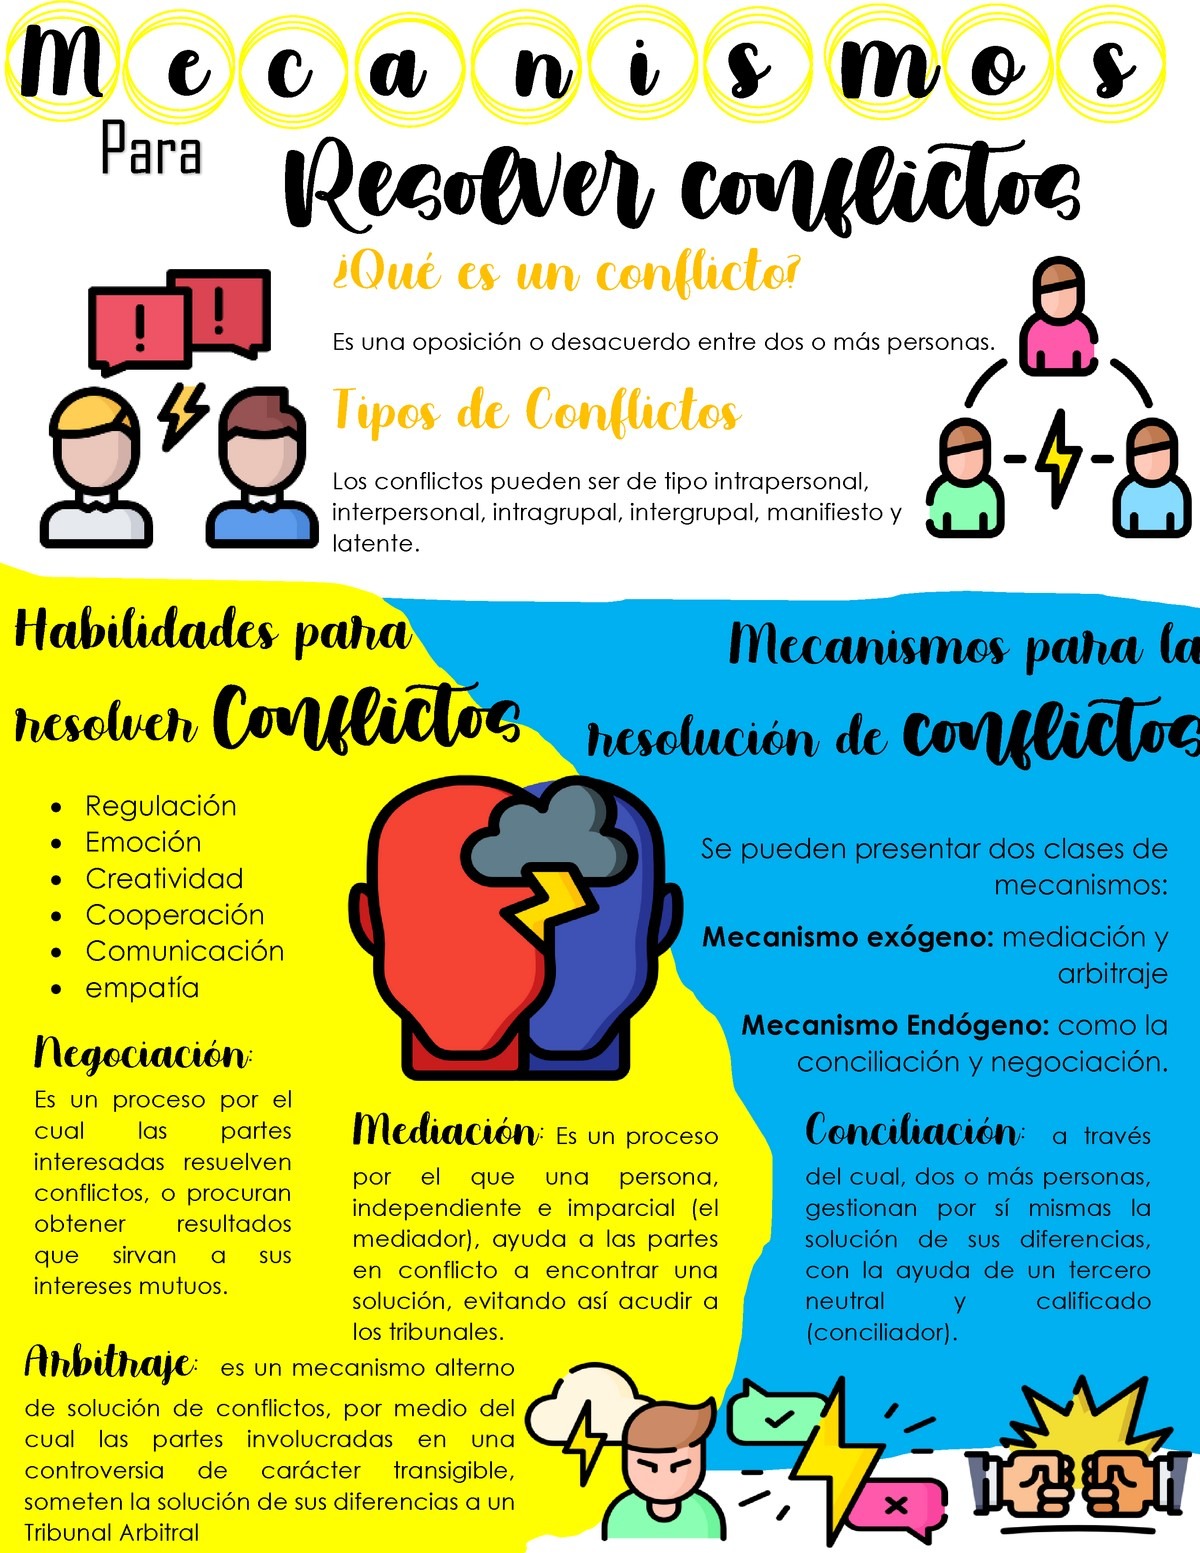 Mecanismos
Para
Resolver conflictos
¿Qué es un conflicto?
Es una oposición o desacuerdo entre dos o más personas.
Tipos de Conflictos
Los conflictos pueden ser de tipo intrapersonal,
interpersonal, intragrupal, intergrupal, manifiesto y
latente.
Habilidades para
resolver Conflictos
• Regulación
• Emoción
• Creatividad
• Cooperación
• Comunicación
• empatía
Negociación:
Es un proceso por el
cual las partes
interesadas resuelven
conflictos, o procuran
obtener resultados
que sirvan a sus
intereses mutuos.
Mecanismos para la
resolución de conflictos
Se pueden presentar dos clases de
mecanismos:
Mecanismo exógeno: mediación y
arbitraje
Mecanismo Endógeno: como la
conciliación y negociación.
Mediación: Es un proceso
por el que una persona,
independiente e imparcial (el
mediador), ayuda a las partes
en conflicto a encontrar una
solución, evitando así acudir a
los tribunales.
Conciliación: a través
del cual, dos o más personas,
gestionan por sí mismas la
solución de sus diferencias,
con la ayuda de un tercero
neutral y calificado
(conciliador).
Arbitraje: es un mecanismo alterno
de solución de conflictos, por medio del
cual las partes involucradas en una
controversia de carácter transigible,
someten la solución de sus diferencias a un
Tribunal Arbitral